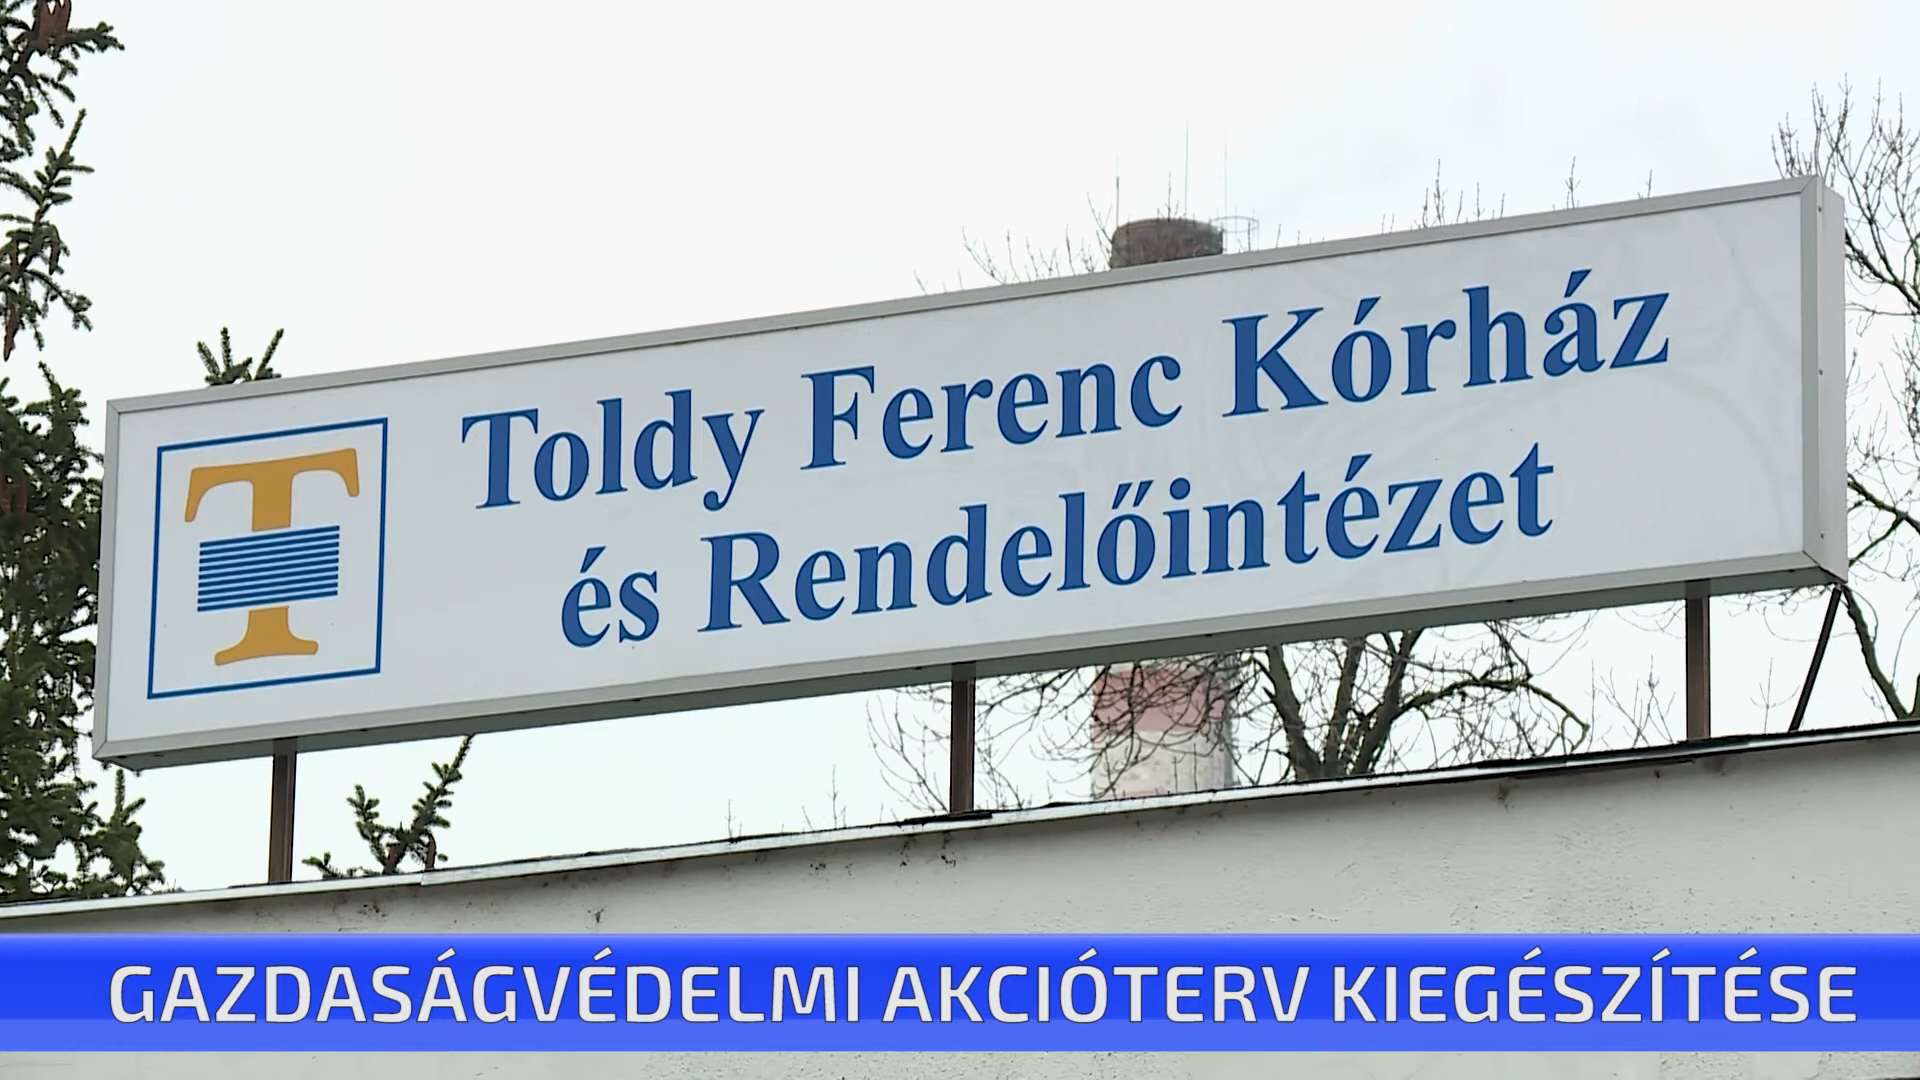 T
Toldy Ferenc Kórház
és Rendelőintézet
GAZDASÁGVÉDELMI AKCIÓTERV KIEGÉSZÍTÉSE